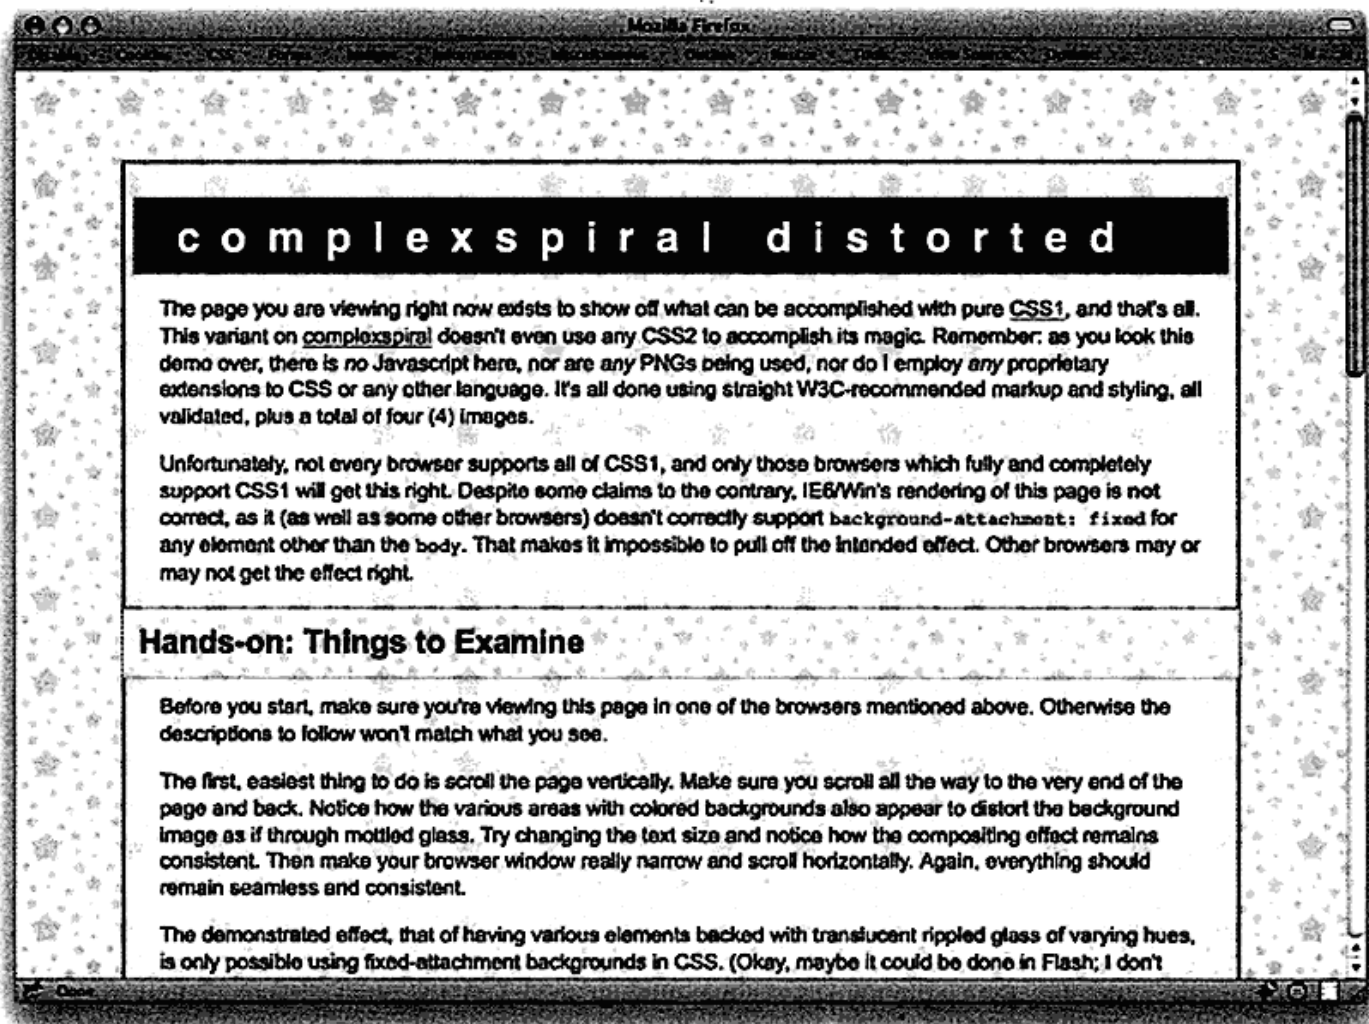 Mozilla Firefox
complexspiral distorted
The page you are viewing right now exists to show off what can be accomplished with pure CSS1, and that's all.
This variant on complexspiral doesn't even use any CSS2 to accomplish its magic. Remember: as you look this
demo over, there is no Javascript here, nor are any PNGs being used, nor do I employ any proprietary
extensions to CSS or any other language. It's all done using straight W3C-recommended markup and styling, all
validated, plus a total of four (4) images.
Unfortunately, not every browser supports all of CSS1, and only those browsers which fully and completely
support CSS1 will get this right. Despite some claims to the contrary, IE6/Win's rendering of this page is not
correct, as it (as well as some other browsers) doesn't correctly support background-attachment: fixed for
any element other than the body. That makes it impossible to pull off the intended effect. Other browsers may or
may not get the effect right.
Hands-on: Things to Examine
Before you start, make sure you're viewing this page in one of the browsers mentioned above. Otherwise the
descriptions to follow won't match what you see.
The first, easiest thing to do is scroll the page vertically. Make sure you scroll all the way to the very end of the
page and back. Notice how the various areas with colored backgrounds also appear to distort the background
image as if through mottled glass. Try changing the text size and notice how the compositing effect remains
consistent. Then make your browser window really narrow and scroll horizontally. Again, everything should
remain seamless and consistent.
The demonstrated effect, that of having various elements backed with translucent rippled glass of varying hues,
is only possible using fixed-attachment backgrounds in CSS. (Okay, maybe it could be done in Flash; I don't
Done